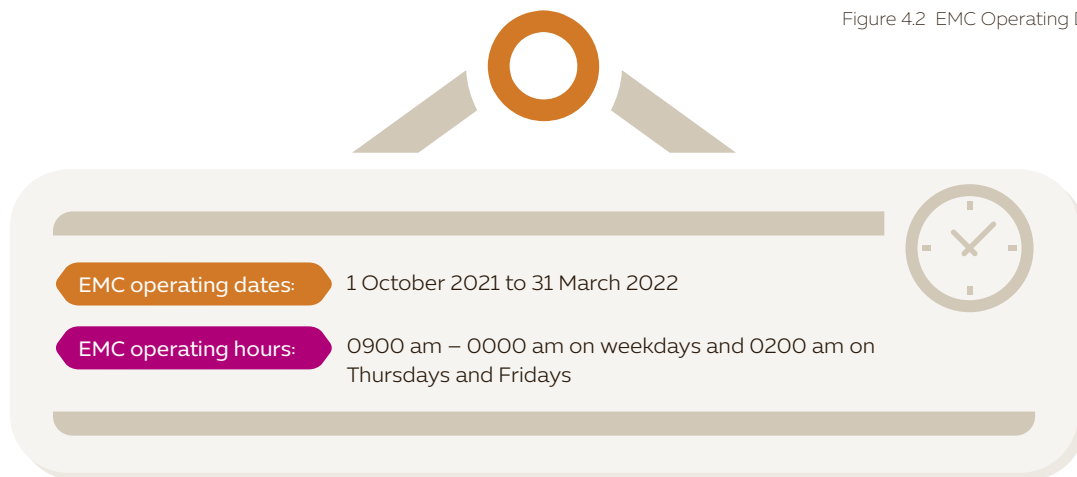 Figure 4.2 EMC Operating
EMC operating dates: 1 October 2021 to 31 March 2022
EMC operating hours: 0900 am – 0000 am on weekdays and 0200 am on
Thursdays and Fridays